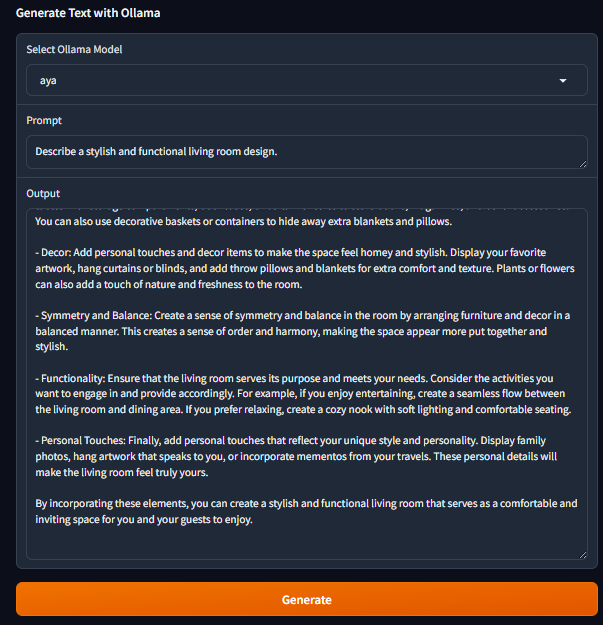 Generate Text with Ollama
Select Ollama Model
aya
Prompt
Describe a stylish and functional living room design.
Output
You can also use decorative baskets or containers to hide away extra blankets and pillows.
- Decor: Add personal touches and decor items to make the space feel homey and stylish. Display your favorite
artwork, hang curtains or blinds, and add throw pillows and blankets for extra comfort and texture. Plants or flowers
can also add a touch of nature and freshness to the room.
- Symmetry and Balance: Create a sense of symmetry and balance in the room by arranging furniture and decor in a
balanced manner. This creates a sense of order and harmony, making the space appear more put together and
stylish.
- Functionality: Ensure that the living room serves its purpose and meets your needs. Consider the activities you
want to engage in and provide accordingly. For example, if you enjoy entertaining, create a seamless flow between
the living room and dining area. If you prefer relaxing, create a cozy nook with soft lighting and comfortable seating.
- Personal Touches: Finally, add personal touches that reflect your unique style and personality. Display family
photos, hang artwork that speaks to you, or incorporate mementos from your travels. These personal details will
make the living room feel truly yours.
By incorporating these elements, you can create a stylish and functional living room that serves as a comfortable and
inviting space for you and your guests to enjoy.
Generate